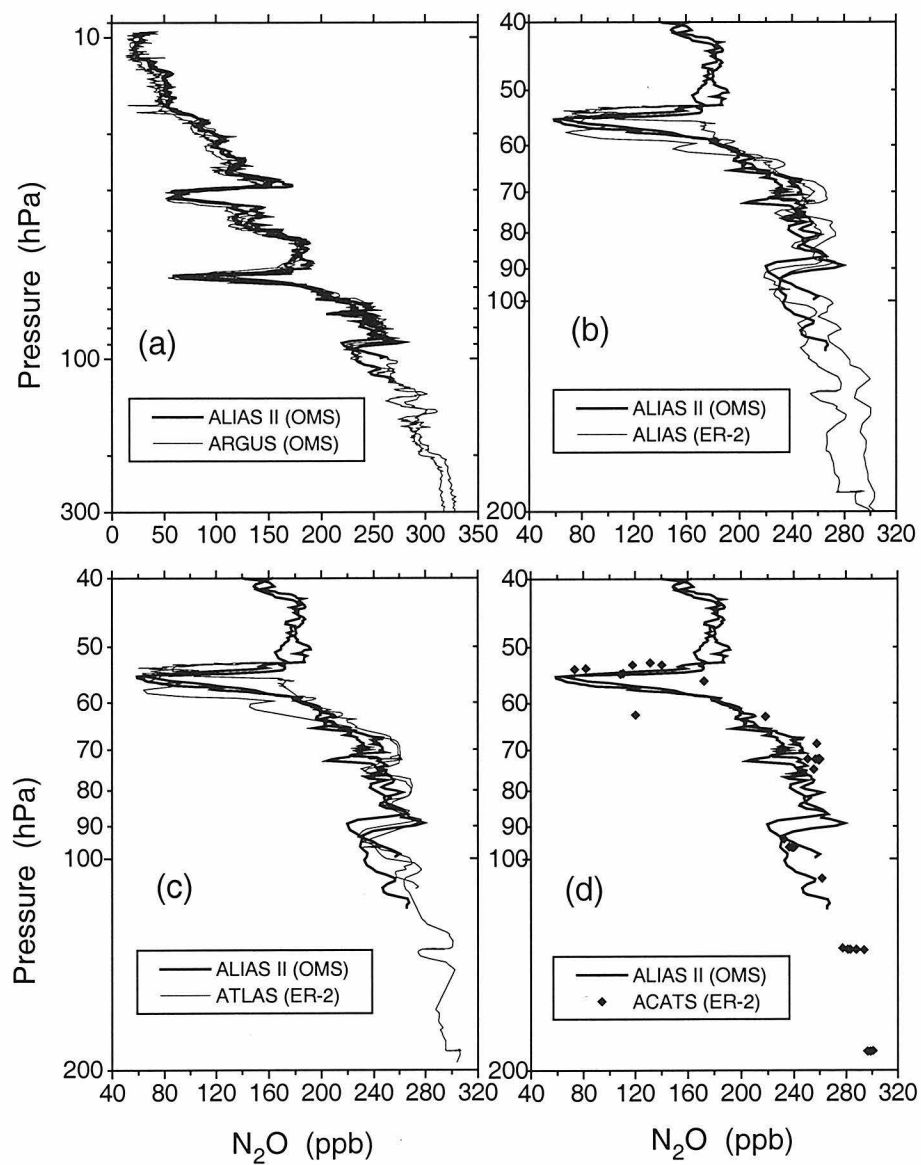 10
100
300
0 50 100 150 200 250 300 350
Pressure (hPa)
(a)
ALIAS II (OMS)
ARGUS (OMS)
40
50
60
70
80
90
100
200
40 80 120 160 200 240 280 320
(b)
ALIAS II (OMS)
ALIAS (ER-2)
40
50
60
70
80
90
100
200
40 80 120 160 200 240 280 320
Pressure (hPa)
N₂O (ppb)
(c)
ALIAS II (OMS)
ATLAS (ER-2)
40
50
60
70
80
90
100
200
40 80 120 160 200 240 280 320
N₂O (ppb)
(d)
ALIAS II (OMS)
ACATS (ER-2)